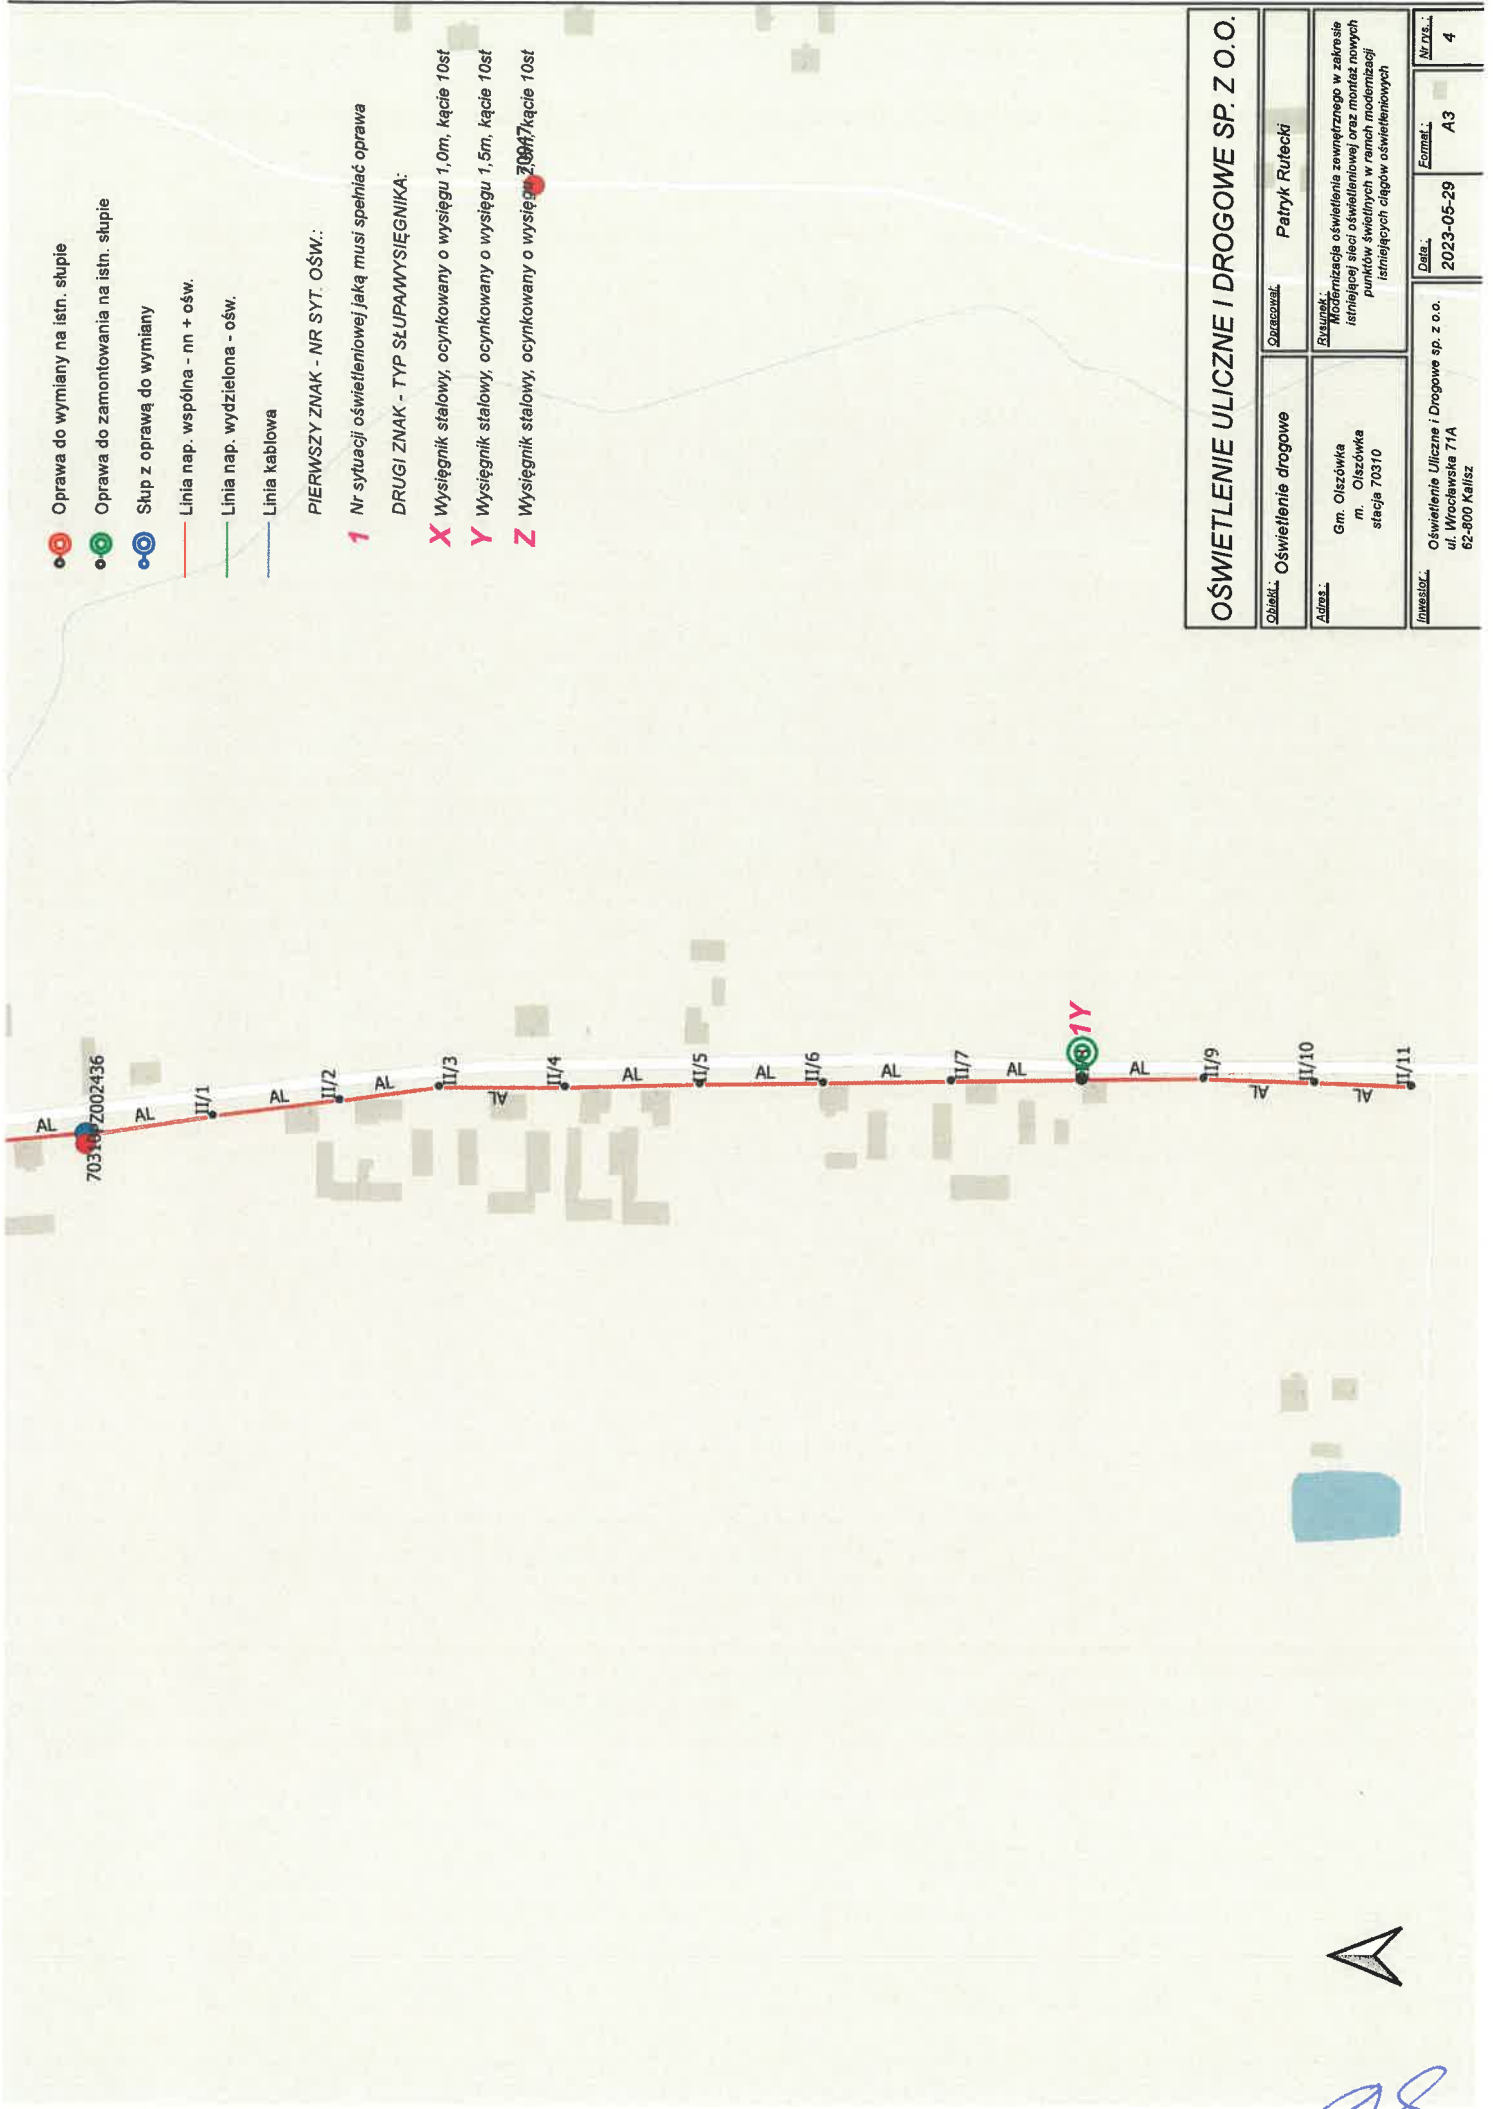 Oprawa do wymiany na istn. słupie
Oprawa do zamontowania na istn. słupie
Słup z oprawą do wymiany
Linia nap. wspólna - nn + ośw.
Linia nap. wydzielona - ośw.
Linia kablowa
PIERWSZY ZNAK - NR SYT. OŚW.:
1 Nr sytuacji oświetleniowej jaką musi spełniać oprawa
DRUGI ZNAK - TYP SŁUPA/WYSIĘGNIKA:
X Wysięgnik stalowy, ocynkowany o wysięgu 1,0m, kącie 10st
Y Wysięgnik stalowy, ocynkowany o wysięgu 1,5m, kącie 10st
Z Wysięgnik stalowy, ocynkowany o wysięgu kącie 10st
AL
70310PZ002436
AL
II/1
AL
II/2
AL
II/3
AL
II/4
AL
II/5
AL
II/6
AL
II/7
AL
1Y
AL
II/9
AL
II/10
AL
II/11
OŚWIETLENIE ULICZNE I DROGOWE SP. Z O.O.
Obiekt: Oświetlenie drogowe
Opracował: Patryk Rutecki
Adres:
Gm. Olszówka
m. Olszówka
stacja 70310
Rysunek:
Modernizacja oświetlenia zewnętrznego w zakresie
istniejącej sieci oświetleniowej oraz montaż nowych
punktów świetlnych w ramch modernizacji
istniejących ciągów oświetleniowych
Inwestor:
Oświetlenie Uliczne i Drogowe sp. z o.o.
ul. Wrocławska 71A
62-800 Kalisz
Data:
2023-05-29
Format:
A3
Nr rys.:
4